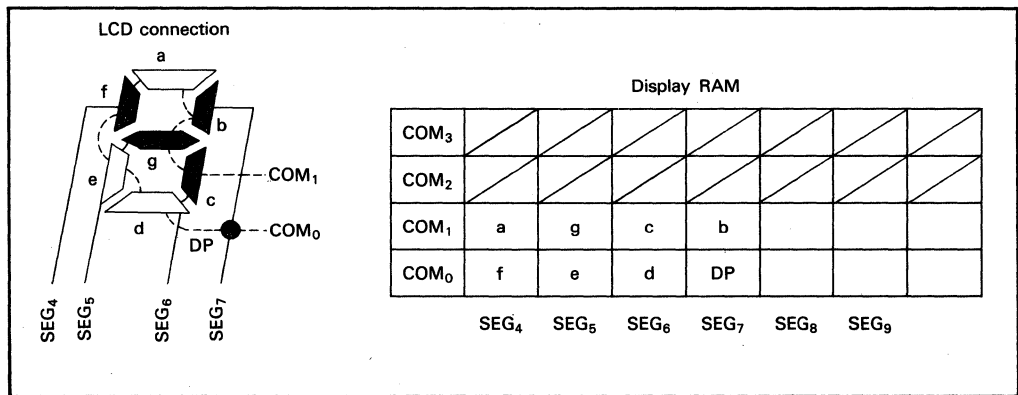 LCD connection
a
f
b
g
e
c
d
DP
COM₁
COM₀
SEG₄
SEG₅
SEG₆
SEG₇
Display RAM
COM₃
COM₂
COM₁ a g c b
COM₀ f e d DP
SEG₄ SEG₅ SEG₆ SEG₇ SEG₈ SEG₉